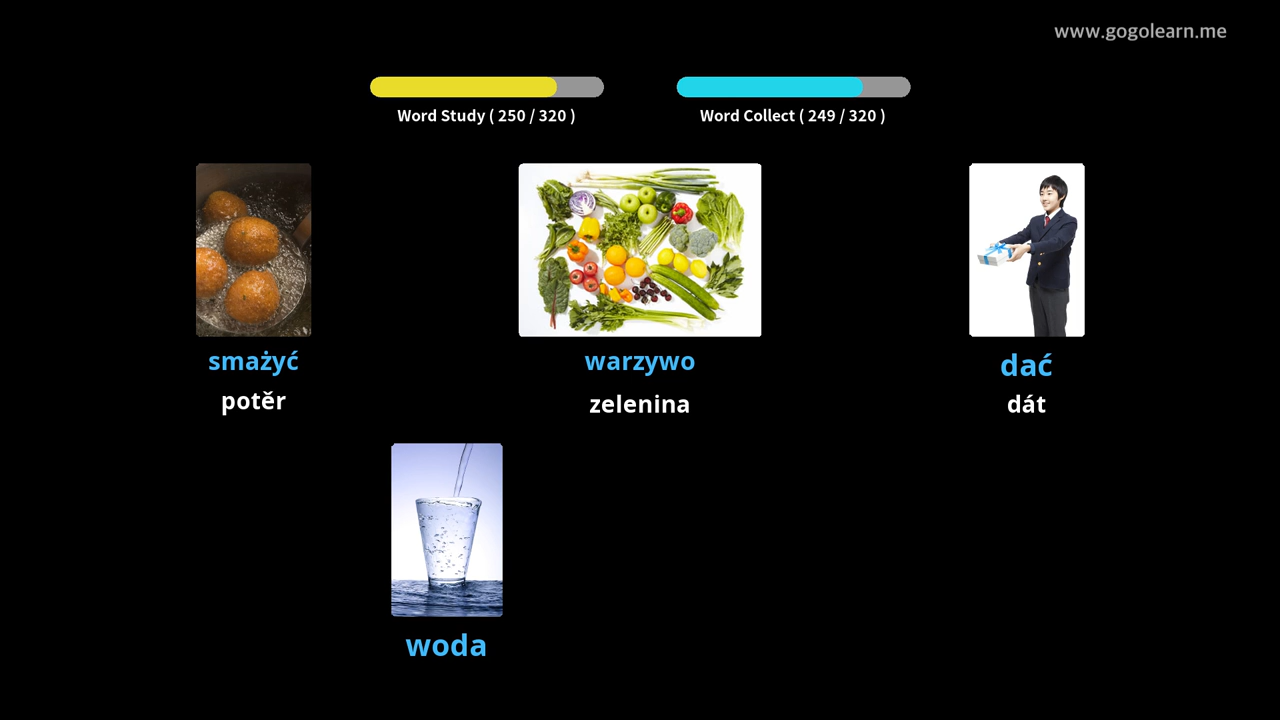 www.gogolearn.me
Word Study ( 250 / 320 )
Word Collect ( 249 / 320 )
smażyć
warzywo
dać
potěr
zelenina
dát
woda